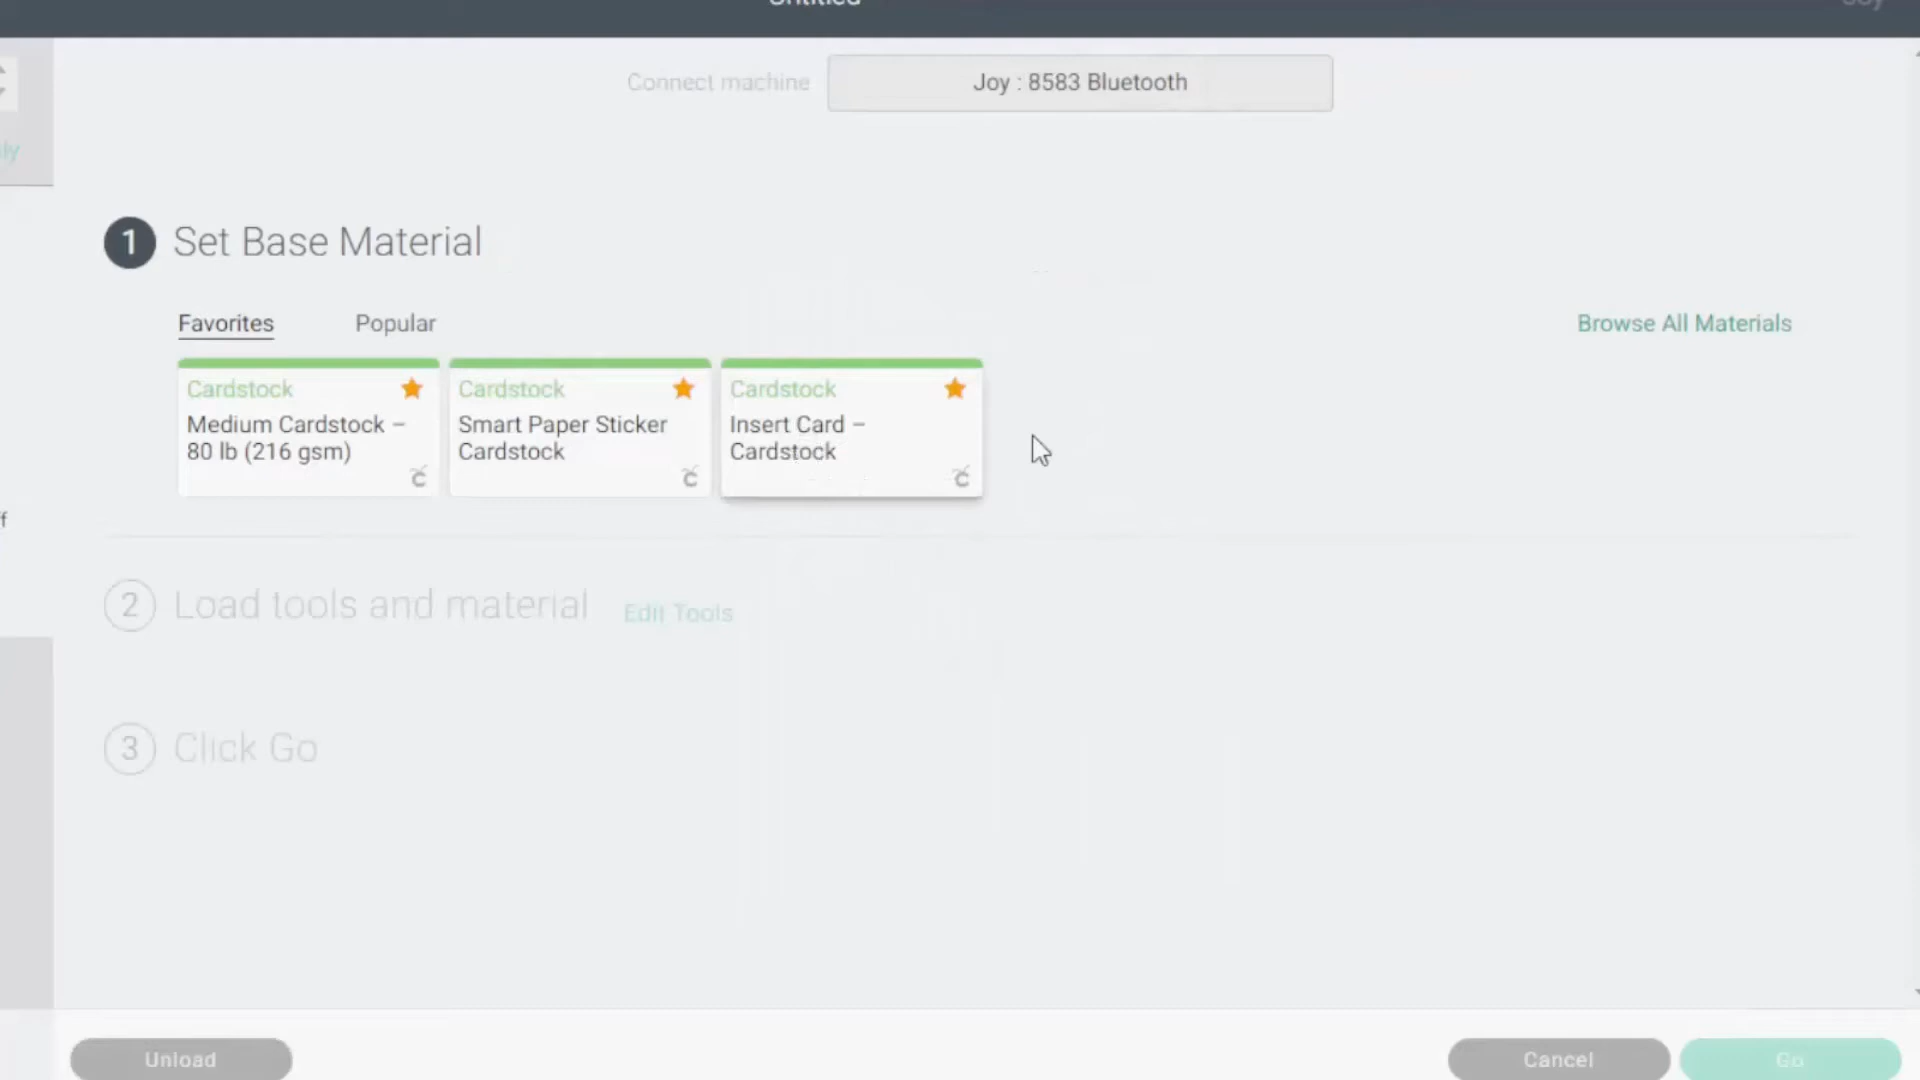 Untitled
Joy
Connect machine
Joy : 8583 Bluetooth
1 Set Base Material
Favorites
Popular
Browse All Materials
Cardstock
Medium Cardstock –
80 lb (216 gsm)
Cardstock
Smart Paper Sticker
Cardstock
Cardstock
Insert Card –
Cardstock
2 Load tools and material
Edit Tools
3 Click Go
Unload
Cancel
Go